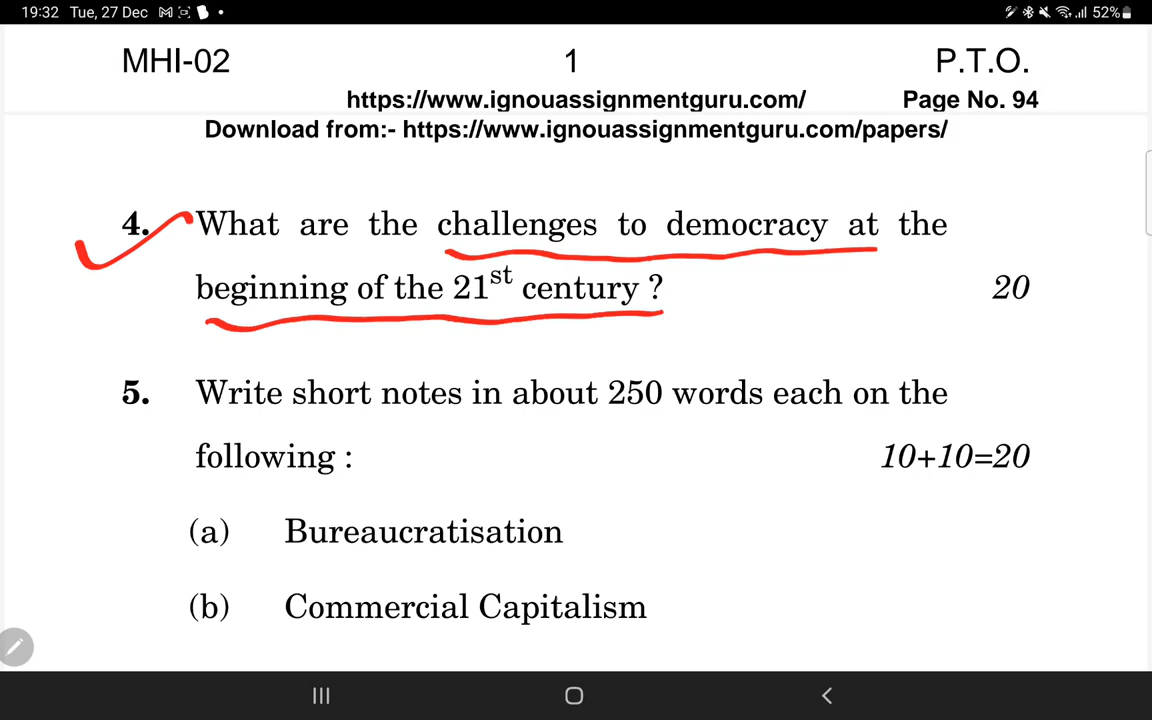 19:32 Tue, 27 Dec 52%
MHI-02 1 P.T.O.
https://www.ignouassignmentguru.com/ Page No. 94
Download from:- https://www.ignouassignmentguru.com/papers/
4. What are the challenges to democracy at the
beginning of the 21st century ? 20
5. Write short notes in about 250 words each on the
following : 10+10=20
(a) Bureaucratisation
(b) Commercial Capitalism